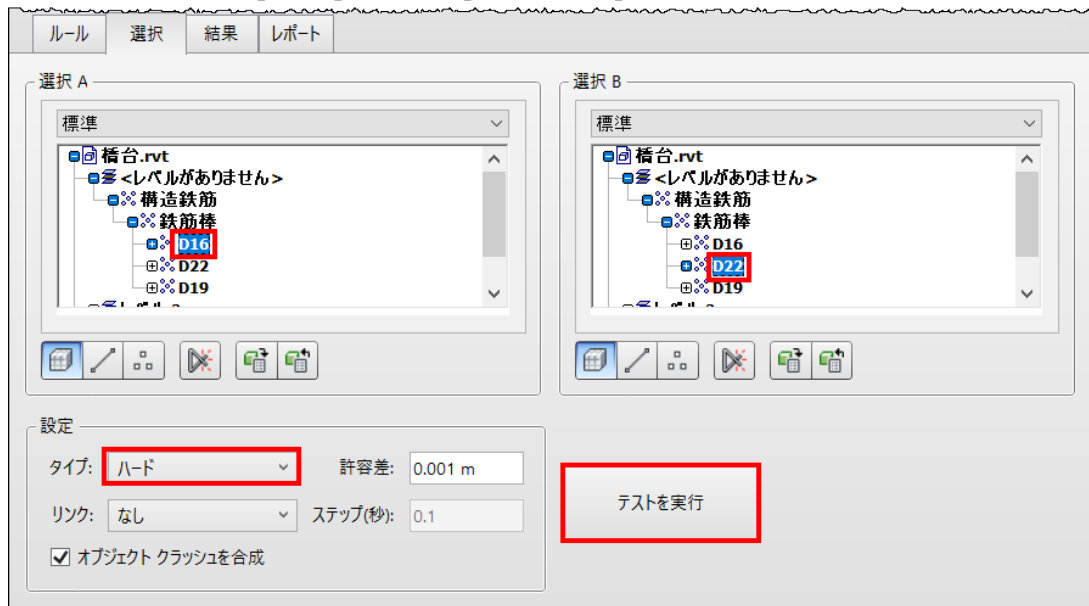 ルール 選択 結果 レポート
選択 A
標準
橋台.rvt
<レベルがありません>
構造鉄筋
鉄筋棒
D16
D22
D19
選択 B
標準
橋台.rvt
<レベルがありません>
構造鉄筋
鉄筋棒
D16
D22
D19
設定
タイプ: ハード 許容差: 0.001 m
リンク: なし ステップ(秒): 0.1
オブジェクト クラッシュを合成
テストを実行